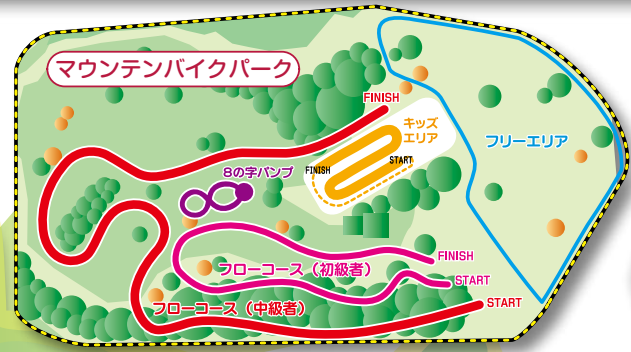 マウンテンバイクパーク
FINISH
キッズ
エリア
フリーエリア
START
FINISH
8の字パンプ
FINISH
フローコース（初級者）
START
START
フローコース（中級者）